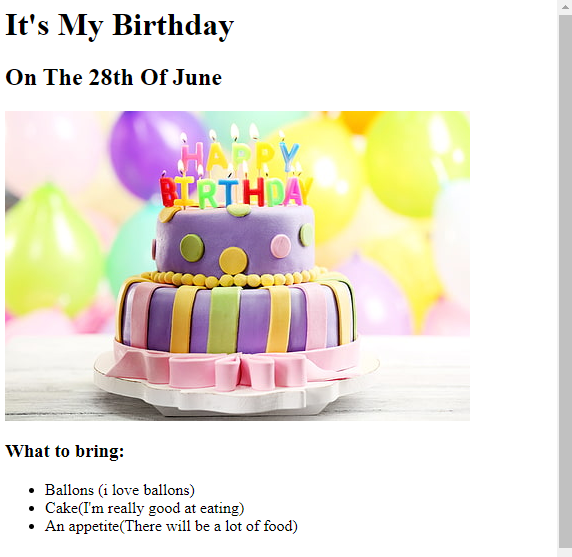 It's My Birthday
On The 28th Of June
HAPPY
BIRTHDAY
What to bring:
Ballons (i love ballons)
Cake(I'm really good at eating)
An appetite(There will be a lot of food)